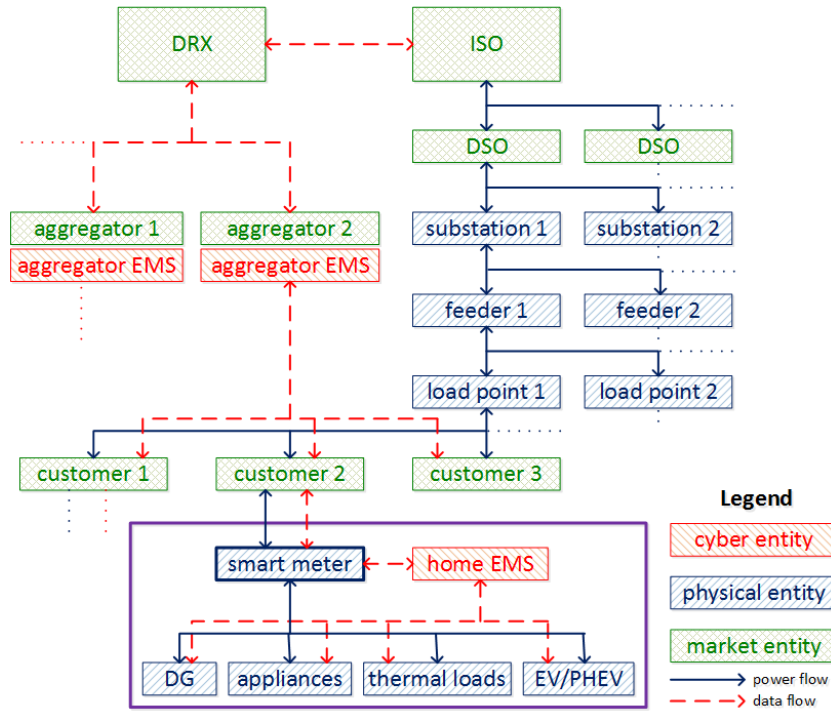 DRX
ISO
DSO
DSO
aggregator 1
aggregator 2
substation 1
substation 2
aggregator EMS
aggregator EMS
feeder 1
feeder 2
load point 1
load point 2
customer 1
customer 2
customer 3
Legend
smart meter
home EMS
cyber entity
physical entity
market entity
DG
appliances
thermal loads
EV/PHEV
power flow
data flow